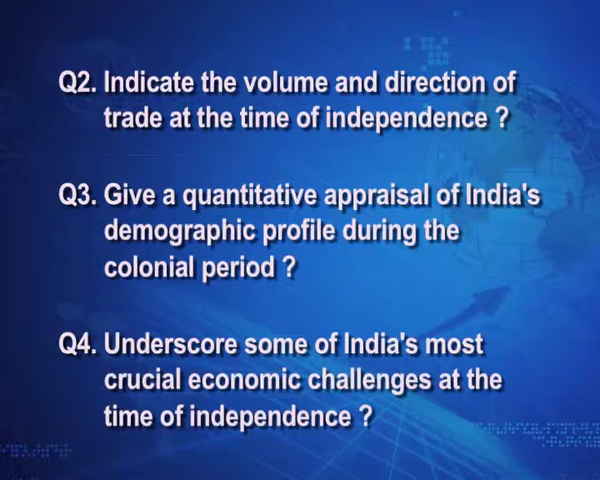 Q2. Indicate the volume and direction of
trade at the time of independence ?
Q3. Give a quantitative appraisal of India's
demographic profile during the
colonial period ?
Q4. Underscore some of India's most
crucial economic challenges at the
time of independence ?